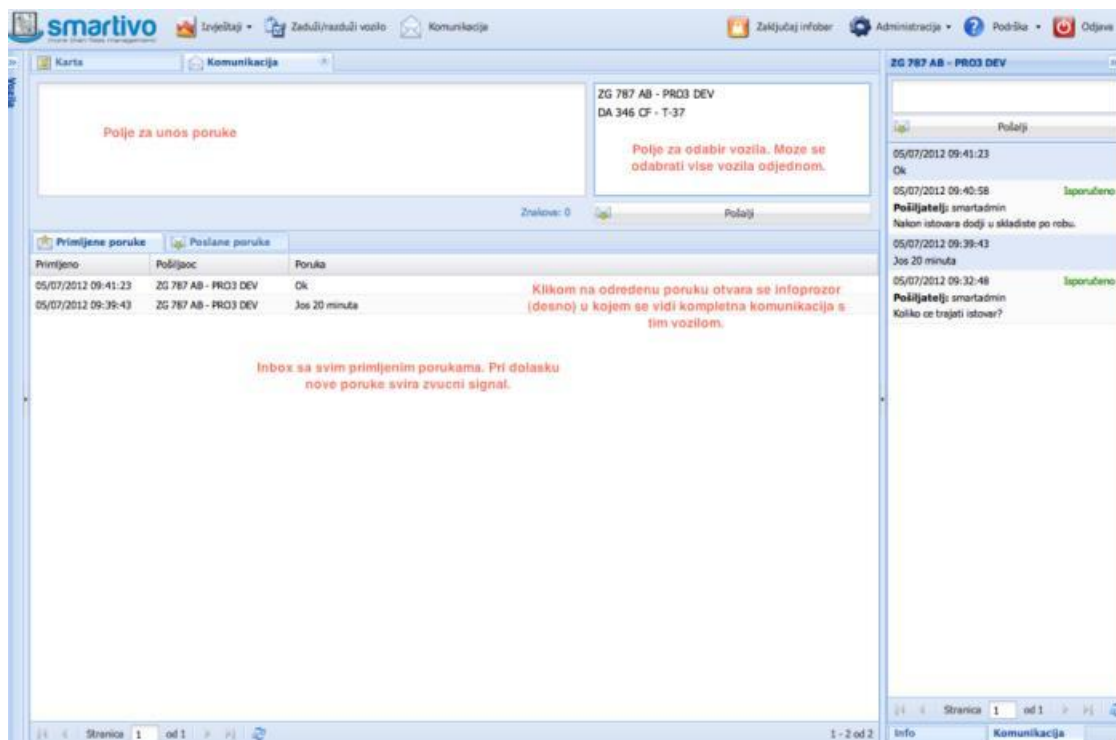 smartivo
Izvještaji
Zaduži/razduži vozilo
Komunikacija
Zaključaj infobar
Administracija
Podrška
Odjava
Vozila
Karta
Komunikacija
Polje za unos poruke
ZG 787 AB - PRO3 DEV
DA 346 CF - T-37
Polje za odabir vozila. Moze se
odabrati vise vozila odjednom.
Znakova: 0
Pošalji
Primljene poruke
Poslane poruke
Primljeno Pošiljaoc Poruka
05/07/2012 09:41:23 ZG 787 AB - PRO3 DEV Ok
05/07/2012 09:39:43 ZG 787 AB - PRO3 DEV Jos 20 minuta
Klikom na odredenu poruku otvara se infoprozor
(desno) u kojem se vidi kompletna komunikacija s
tim vozilom.
Inbox sa svim primljenim porukama. Pri dolasku
nove poruke svira zvucni signal.
Stranica 1 od 1
1 - 2 od 2
ZG 787 AB - PRO3 DEV
Pošalji
05/07/2012 09:41:23
Ok
05/07/2012 09:40:58 Isporučeno
Pošiljatelj: smartadmin
Nakon istovara dodji u skladiste po robu.
05/07/2012 09:39:43
Jos 20 minuta
05/07/2012 09:32:48 Isporučeno
Pošiljatelj: smartadmin
Koliko ce trajati istovar?
Stranica 1 od 1
Info
Komunikacija